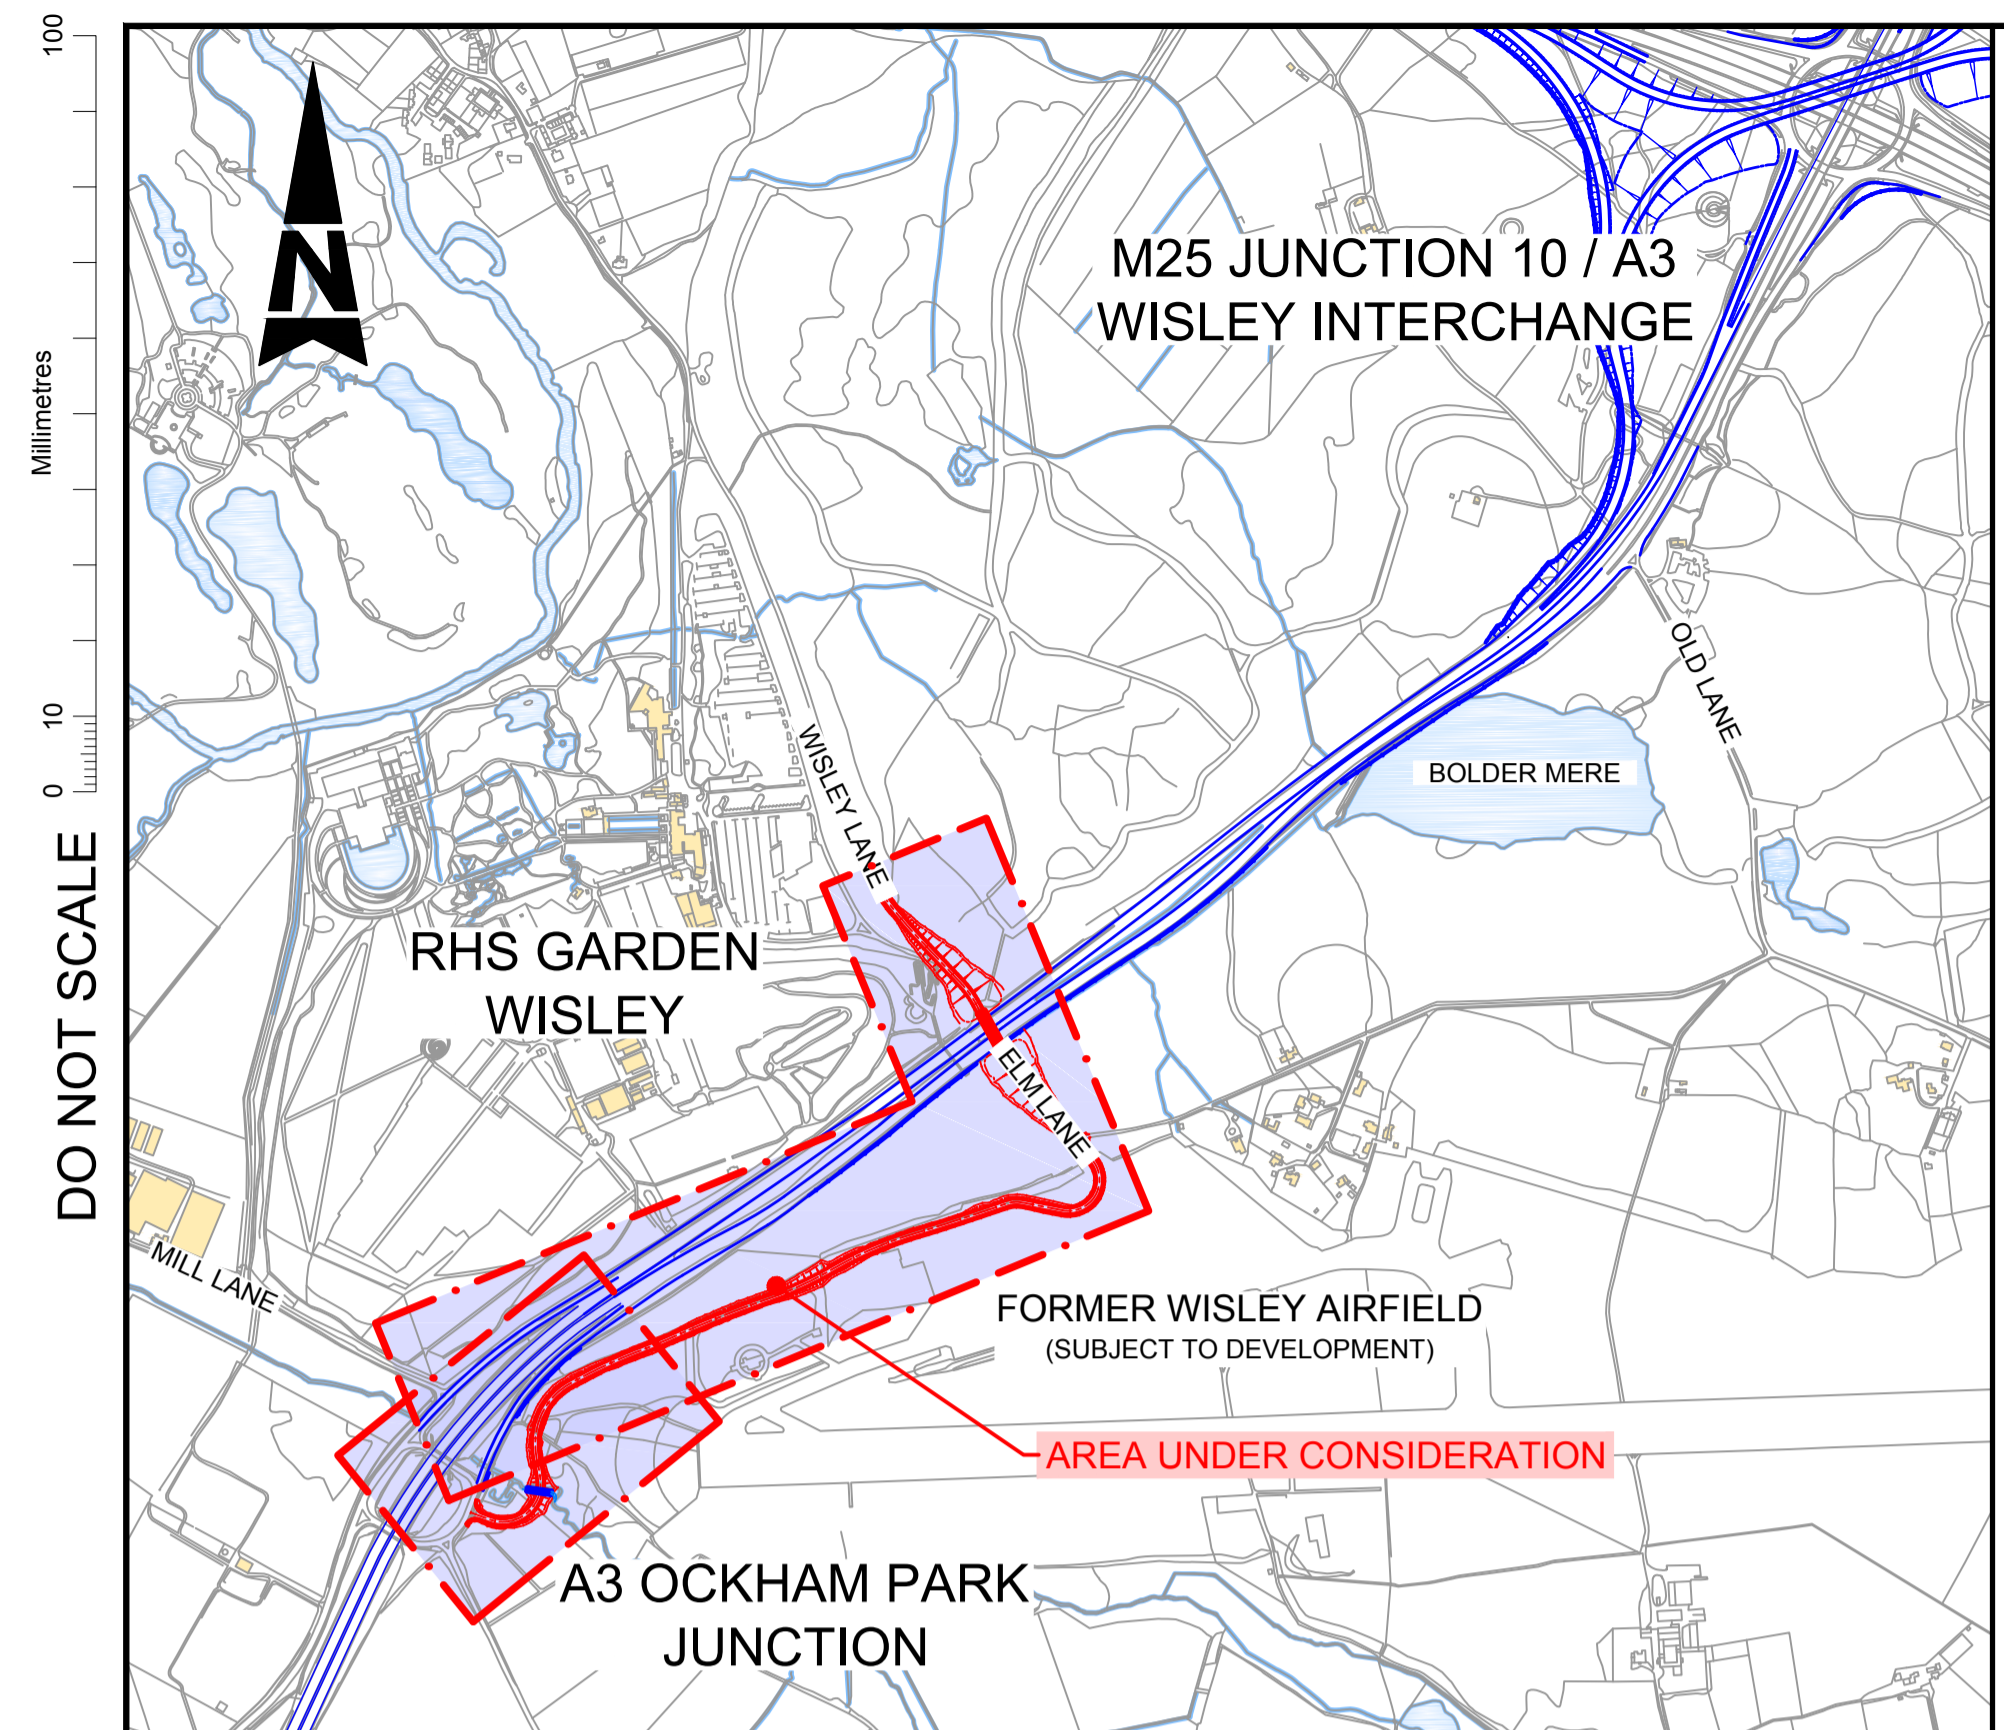 100
Millimetres
10
0
DO NOT SCALE
N
M25 JUNCTION 10 / A3
WISLEY INTERCHANGE
OLD LANE
BOLDER MERE
WISLEY LANE
RHS GARDEN
WISLEY
ELM LANE
MILL LANE
FORMER WISLEY AIRFIELD
(SUBJECT TO DEVELOPMENT)
AREA UNDER CONSIDERATION
A3 OCKHAM PARK
JUNCTION